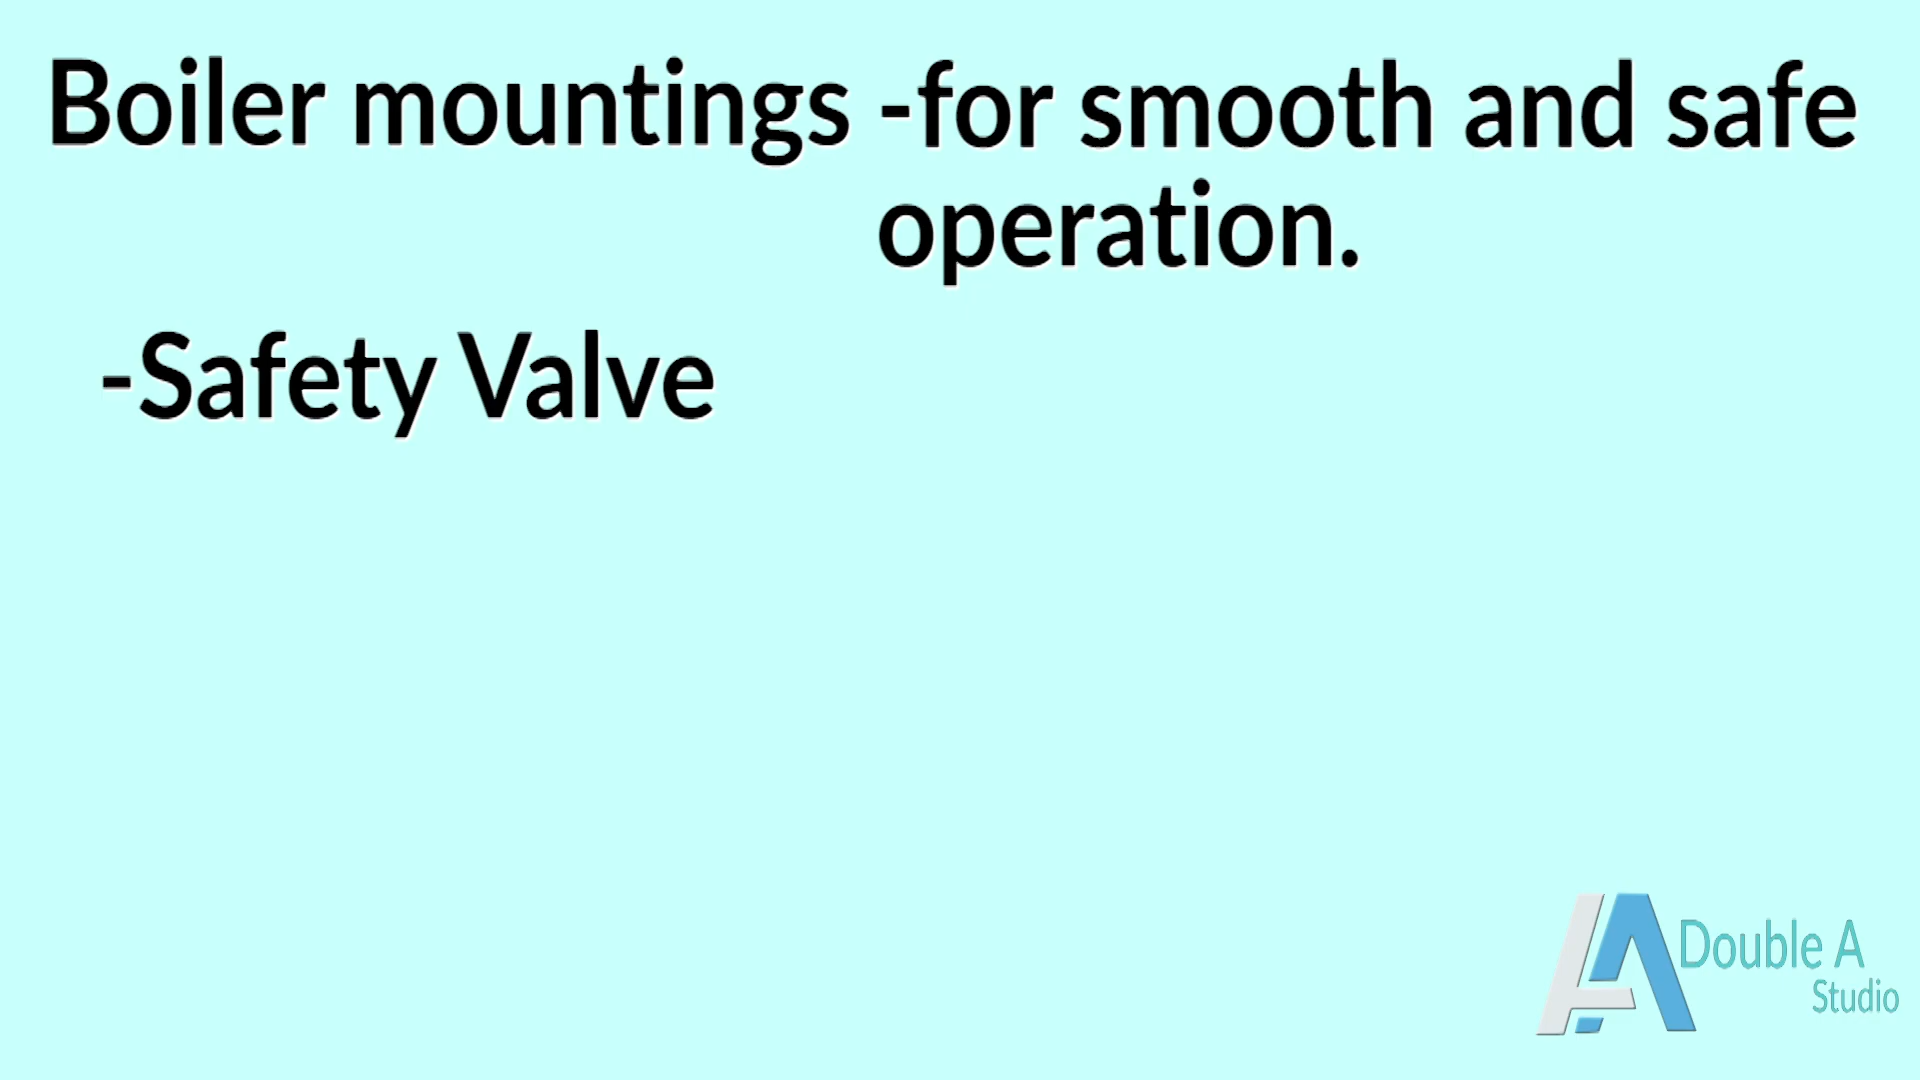 Boiler mountings -for smooth and safe
operation.
-Safety Valve
Double A
Studio